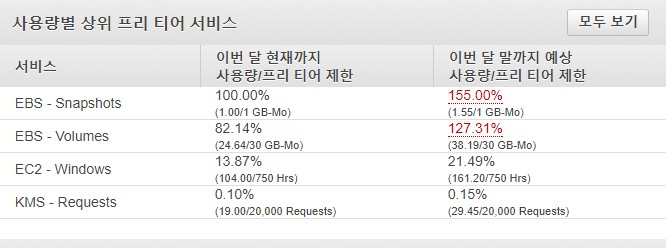 사용량별 상위 프리 티어 서비스
모두 보기
서비스
이번 달 현재까지
사용량/프리 티어 제한
이번 달 말까지 예상
사용량/프리 티어 제한
EBS - Snapshots
100.00%
(1.00/1 GB-Mo)
155.00%
(1.55/1 GB-Mo)
EBS - Volumes
82.14%
(24.64/30 GB-Mo)
127.31%
(38.19/30 GB-Mo)
EC2 - Windows
13.87%
(104.00/750 Hrs)
21.49%
(161.20/750 Hrs)
KMS - Requests
0.10%
(19.00/20,000 Requests)
0.15%
(29.45/20,000 Requests)